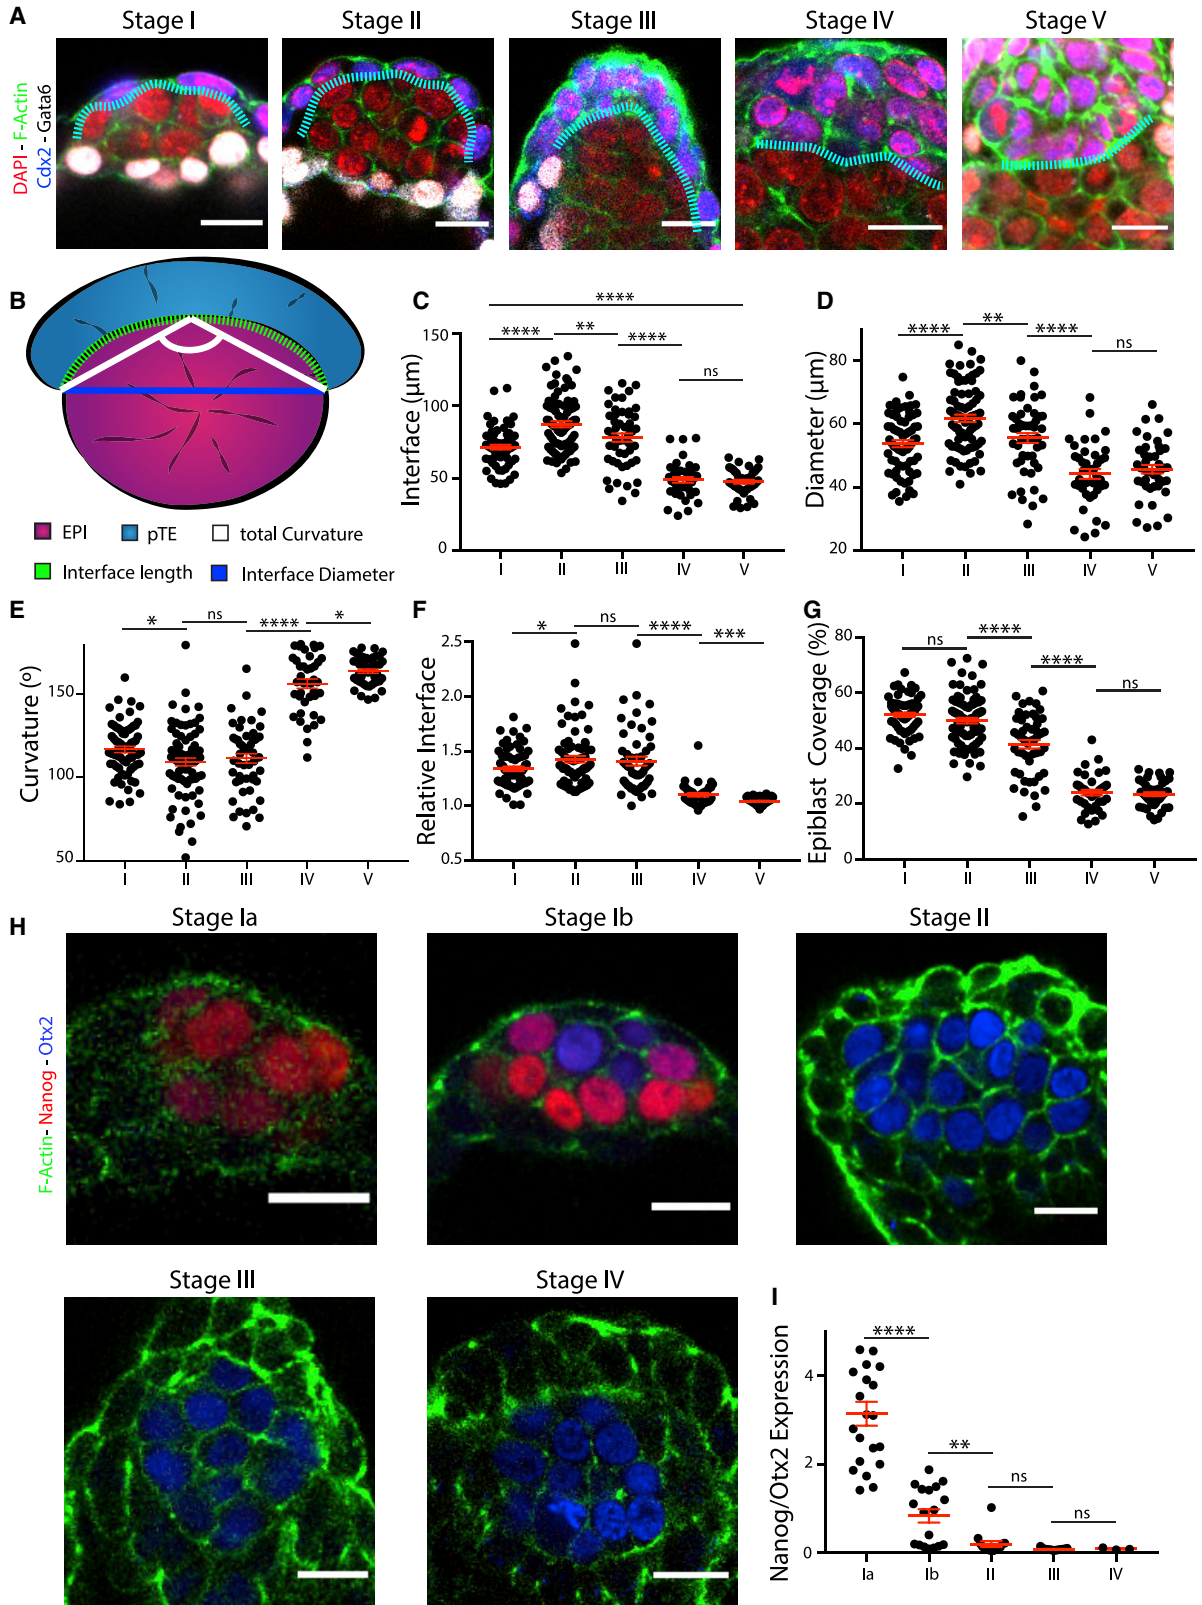 A
Stage I
Stage II
Stage III
Stage IV
Stage V
DAPI - F-Actin
Cdx2 - Gata6
B
EPI
pTE
total Curvature
Interface length
Interface Diameter
C
****
****
**
****
ns
Interface (µm)
150
100
50
0
I
II
III
IV
V
D
****
**
****
ns
Diameter (µm)
80
60
40
20
I
II
III
IV
V
E
*
ns
****
*
Curvature (º)
150
100
50
I
II
III
IV
V
F
*
ns
****
***
Relative Interface
2.5
2.0
1.5
1.0
0.5
I
II
III
IV
V
G
ns
****
****
ns
Epiblast Coverage (%)
80
60
40
20
0
I
II
III
IV
V
H
Stage Ia
Stage Ib
Stage II
F-Actin- Nanog - Otx2
Stage III
Stage IV
I
****
**
ns
ns
Nanog/Otx2 Expression
4
2
0
Ia
Ib
II
III
IV